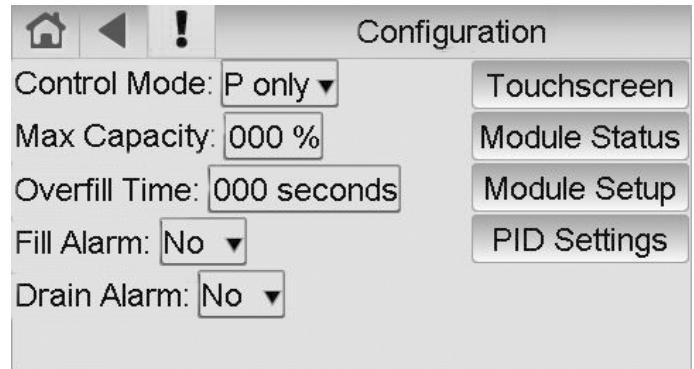 ! Configuration
Control Mode: P only ▾ Touchscreen
Max Capacity: 000 % Module Status
Overfill Time: 000 seconds Module Setup
Fill Alarm: No ▾ PID Settings
Drain Alarm: No ▾